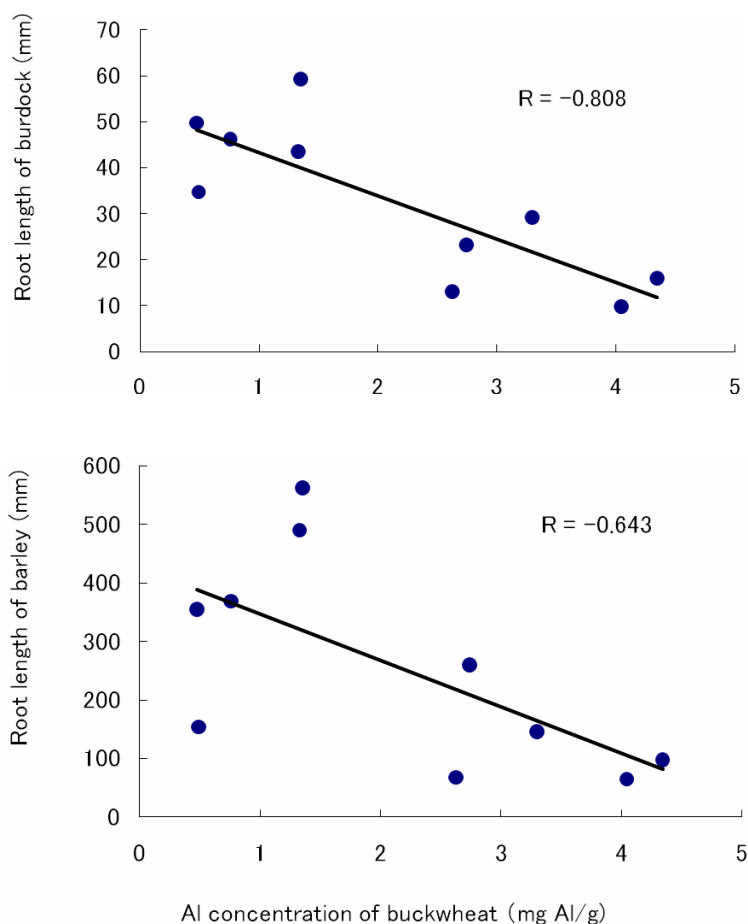 Root length of burdock (mm)
70
60
50
40
30
20
10
0
R = −0.808
0 1 2 3 4 5
Root length of barley (mm)
600
500
400
300
200
100
0
R = −0.643
0 1 2 3 4 5
Al concentration of buckwheat (mg Al/g)